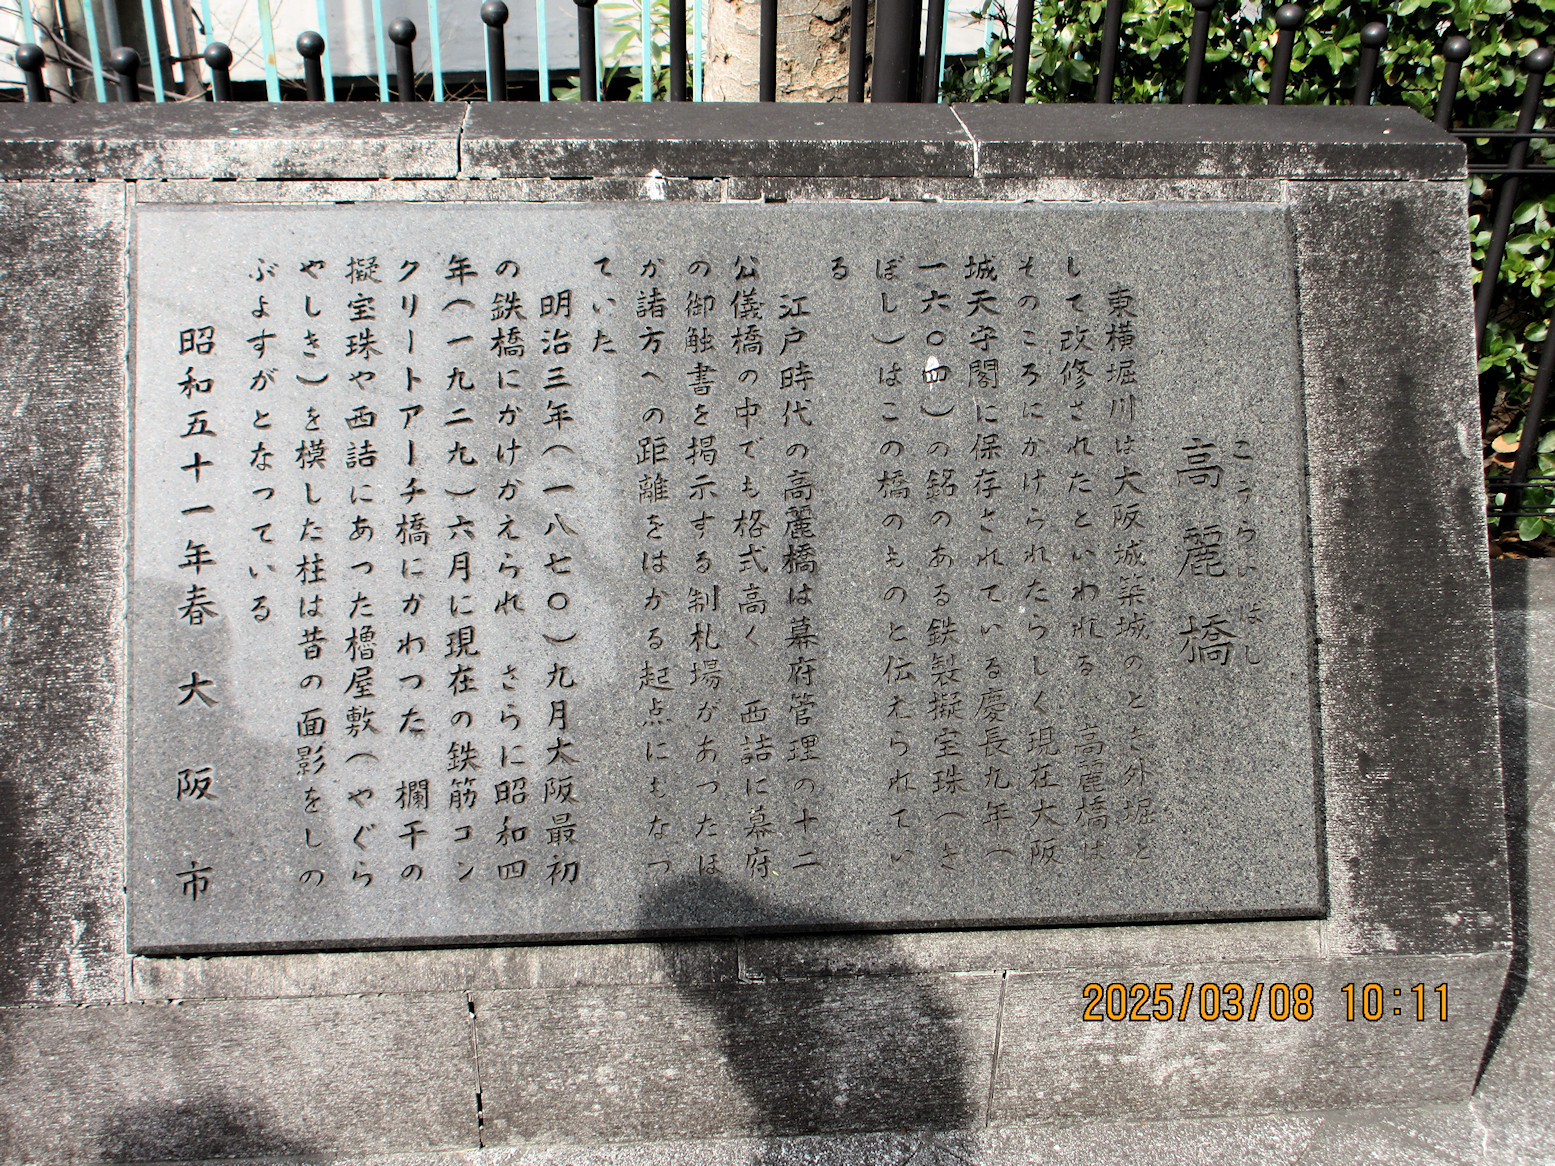 こうらいばし
高麗橋
東横堀川は大阪城築城のとき外堀と
して改修されたといわれる　高麗橋は
そのころにかけられたらしく現在大阪
城天守閣に保存されている慶長九年（
一六〇四）の銘のある鉄製擬宝珠（ぎ
ぼし）はこの橋のものと伝えられてい
る
江戸時代の高麗橋は幕府管理の十二
公儀橋の中でも格式高く　西詰に幕府
の御触書を掲示する制札場があつたほ
か諸方への距離をはかる起点にもなつ
ていた
明治三年（一八七〇）九月大阪最初
の鉄橋にかけかえられ　さらに昭和四
年（一九二九）六月に現在の鉄筋コン
クリートアーチ橋にかわつた　欄干の
擬宝珠や西詰にあつた櫓屋敷（やぐら
やしき）を模した柱は昔の面影をしの
ぶよすがとなつている
昭和五十一年春　大阪市
2025/03/08 10:11